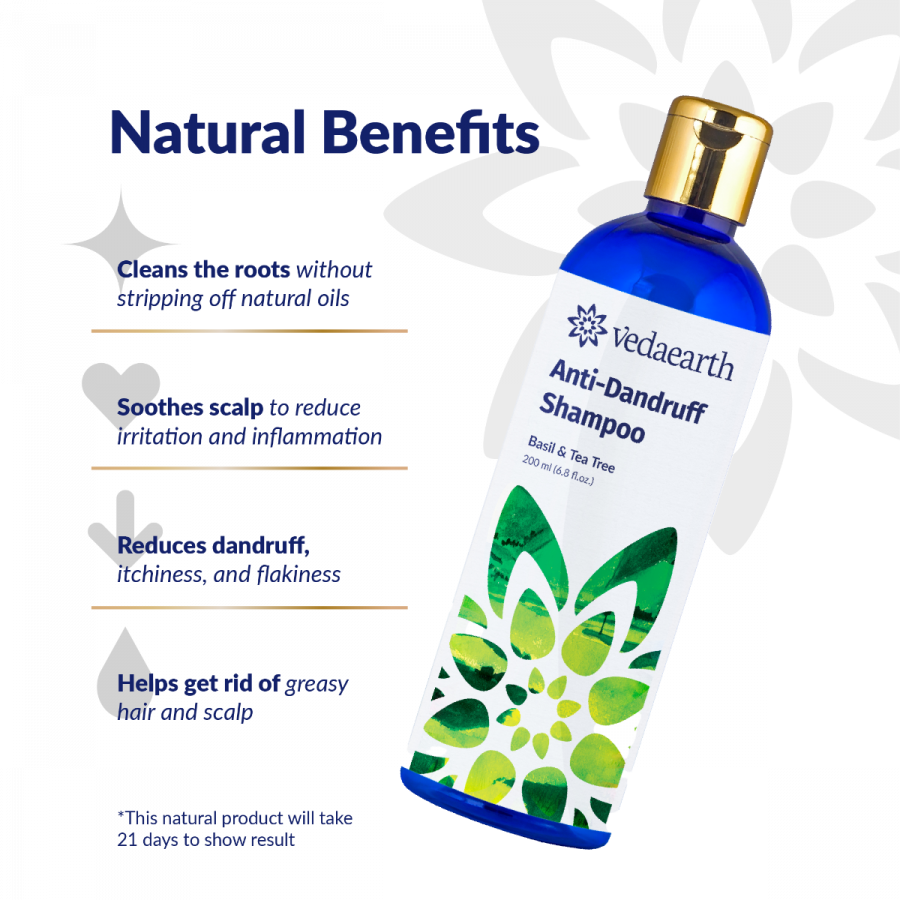 Natural Benefits
Cleans the roots without
stripping off natural oils
Soothes scalp to reduce
irritation and inflammation
Reduces dandruff,
itchiness, and flakiness
Helps get rid of greasy
hair and scalp
*This natural product will take
21 days to show result
vedaearth
Anti-Dandruff
Shampoo
Basil & Tea Tree
200 ml (6.8 fl.oz.)